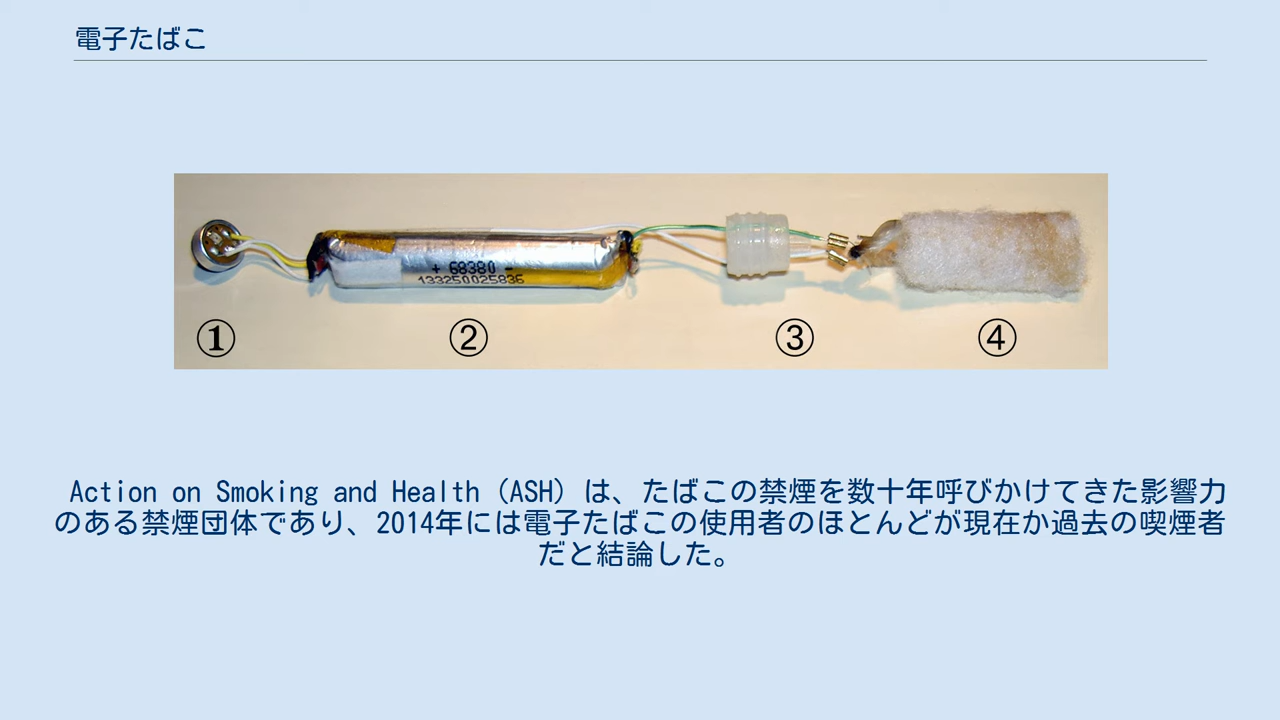 電子たばこ
+ 68380 -
133250025836
① ② ③ ④
Action on Smoking and Health（ASH）は、たばこの禁煙を数十年呼びかけてきた影響力
のある禁煙団体であり、2014年には電子たばこの使用者のほとんどが現在か過去の喫煙者
だと結論した。